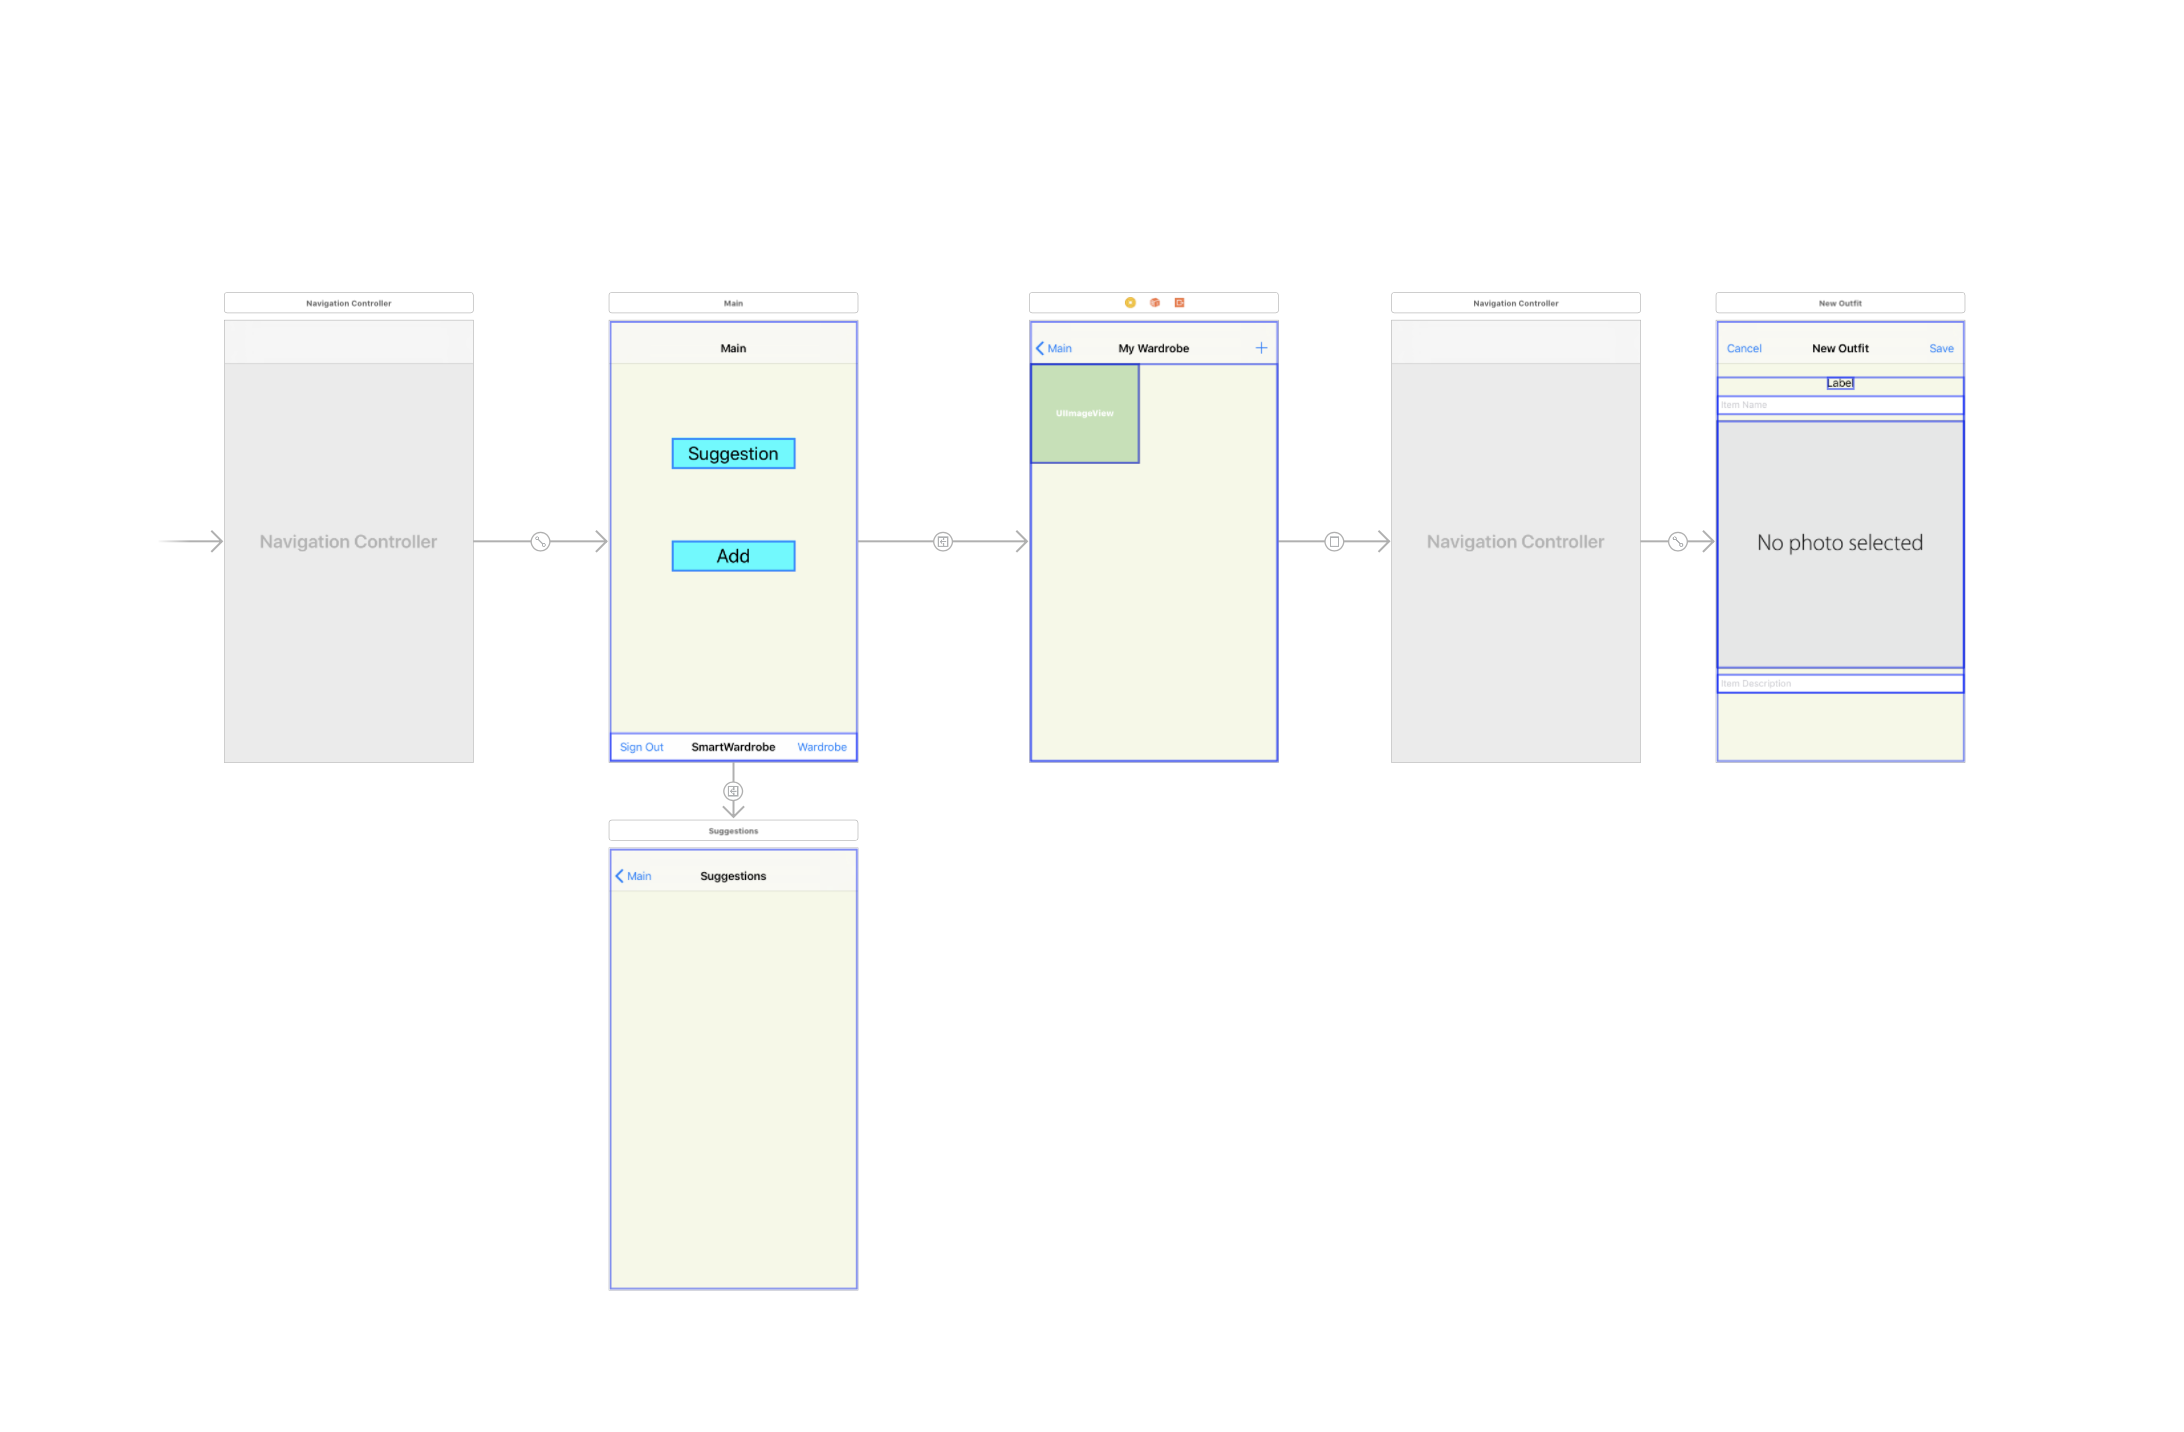 Navigation Controller
Navigation Controller
Main
Main
Suggestion
Add
Sign Out SmartWardrobe Wardrobe
Main My Wardrobe +
UIImageView
Navigation Controller
Navigation Controller
New Outfit
Cancel New Outfit Save
Label
Item Name
No photo selected
Item Description
Suggestions
Main Suggestions